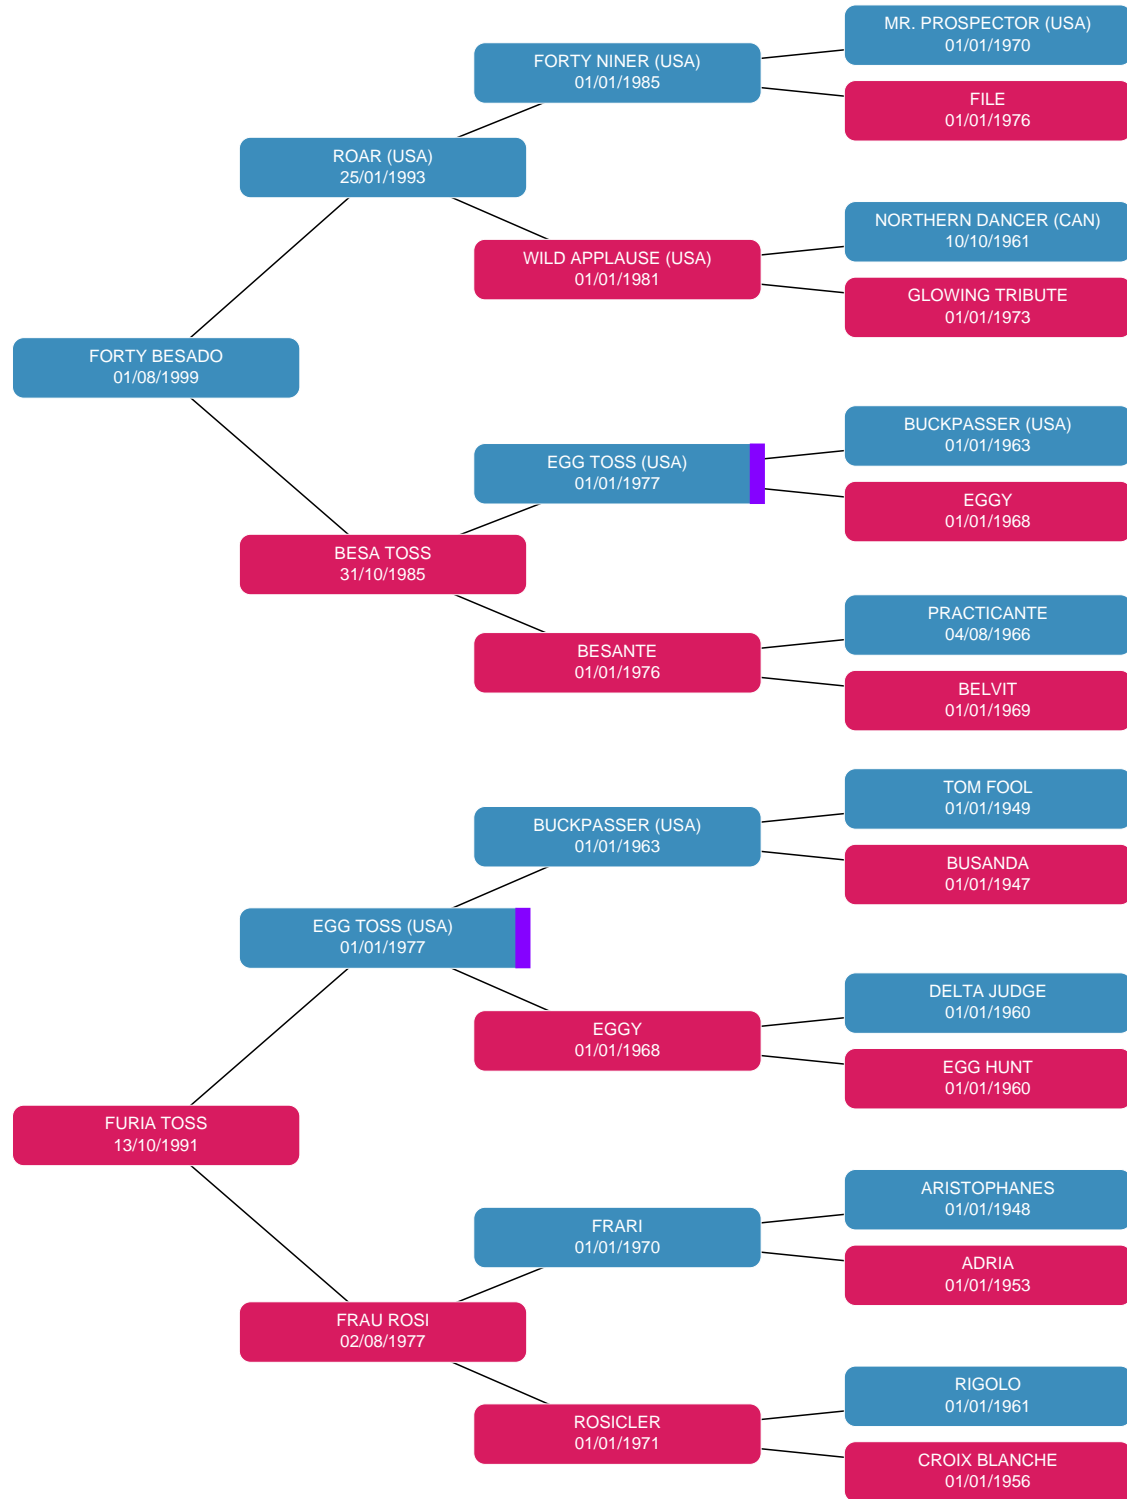 MR. PROSPECTOR (USA)
01/01/1970
FORTY NINER (USA)
01/01/1985
FILE
01/01/1976
ROAR (USA)
25/01/1993
NORTHERN DANCER (CAN)
10/10/1961
WILD APPLAUSE (USA)
01/01/1981
GLOWING TRIBUTE
01/01/1973
FORTY BESADO
01/08/1999
BUCKPASSER (USA)
01/01/1963
EGG TOSS (USA)
01/01/1977
EGGY
01/01/1968
BESA TOSS
31/10/1985
PRACTICANTE
04/08/1966
BESANTE
01/01/1976
BELVIT
01/01/1969
TOM FOOL
01/01/1949
BUCKPASSER (USA)
01/01/1963
BUSANDA
01/01/1947
EGG TOSS (USA)
01/01/1977
DELTA JUDGE
01/01/1960
EGGY
01/01/1968
EGG HUNT
01/01/1960
FURIA TOSS
13/10/1991
ARISTOPHANES
01/01/1948
FRARI
01/01/1970
ADRIA
01/01/1953
FRAU ROSI
02/08/1977
RIGOLO
01/01/1961
ROSICLER
01/01/1971
CROIX BLANCHE
01/01/1956